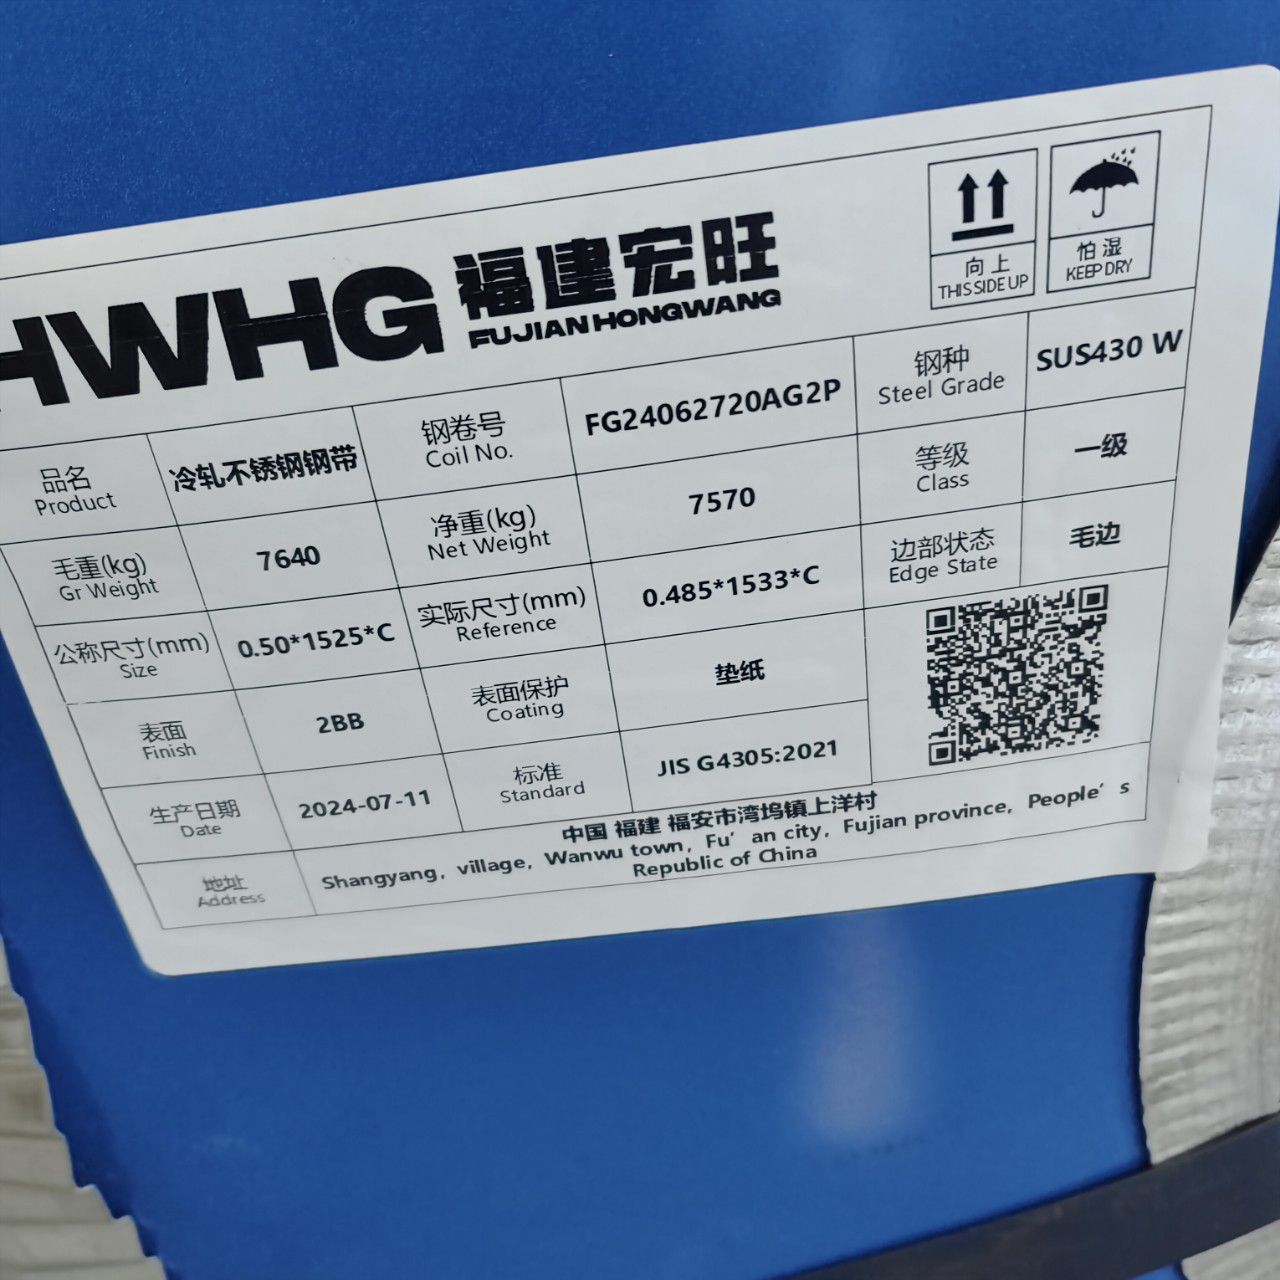 HWHG 福建宏旺
FUJIAN HONGWANG
向上
THIS SIDE UP
怕湿
KEEP DRY
品名
Product
冷轧不锈钢钢带
钢卷号
Coil No.
FG24062720AG2P
钢种
Steel Grade
SUS430 W
毛重(kg)
Gr Weight
7640
净重(kg)
Net Weight
7570
等级
Class
一级
公称尺寸(mm)
Size
0.50*1525*C
实际尺寸(mm)
Reference
0.485*1533*C
边部状态
Edge State
毛边
表面
Finish
2BB
表面保护
Coating
垫纸
生产日期
Date
2024-07-11
标准
Standard
JIS G4305:2021
地址
Address
中国 福建 福安市湾坞镇上洋村
Shangyang, village, Wanwu town, Fu' an city, Fujian province, People' s
Republic of China